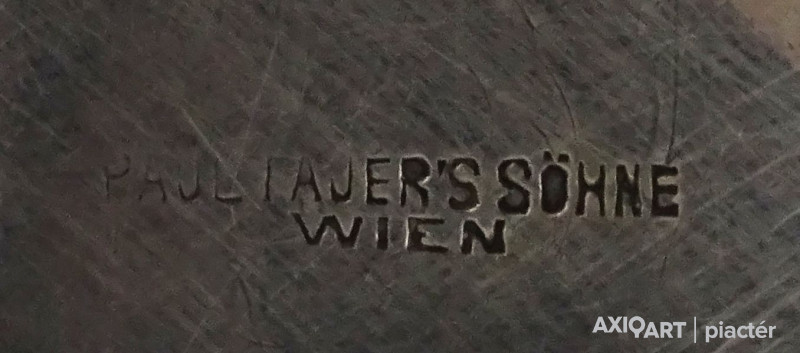 PAUL TAJER'S SÖHNE
WIEN
AXIOART | piactér